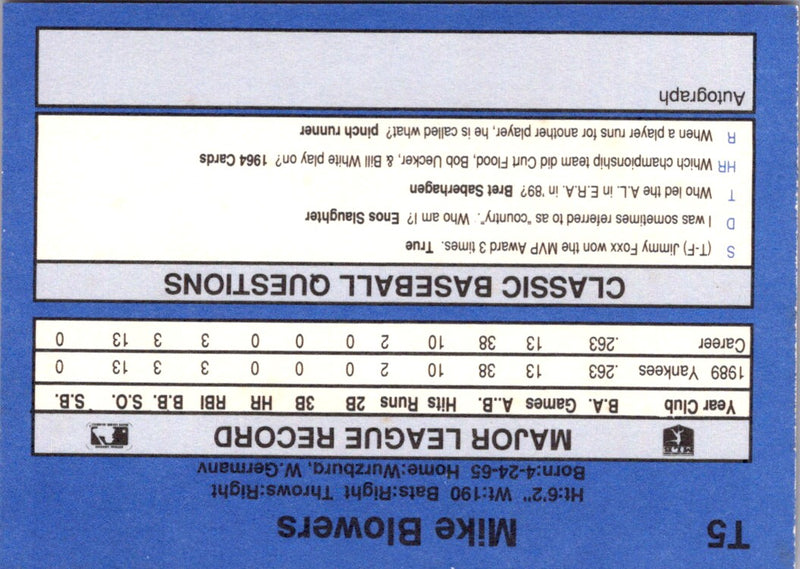 T5 Mike Blowers
Ht:6'2" Wt:190 Bats:Right Throws:Right
Born:4-24-65 Home:Wurzburg, W.Germany
MAJOR LEAGUE RECORD
Year Club B.A. Games A..B. Hits Runs 2B 3B HR RBI B.B. S.O. S.B.
1989 Yankees .263 13 38 10 2 0 0 0 3 3 13 0
Career .263 13 38 10 2 0 0 0 3 3 13 0
CLASSIC BASEBALL QUESTIONS
S (T-F) Jimmy Foxx won the MVP Award 3 times. True
D I was sometimes referred to as "country". Who am I? Enos Slaughter
T Who led the A.L. in E.R.A. in '89? Bret Saberhagen
HR Which championship team did Curt Flood, Bob Uecker, & Bill White play on? 1964 Cards
R When a player runs for another player, he is called what? pinch runner
Autograph